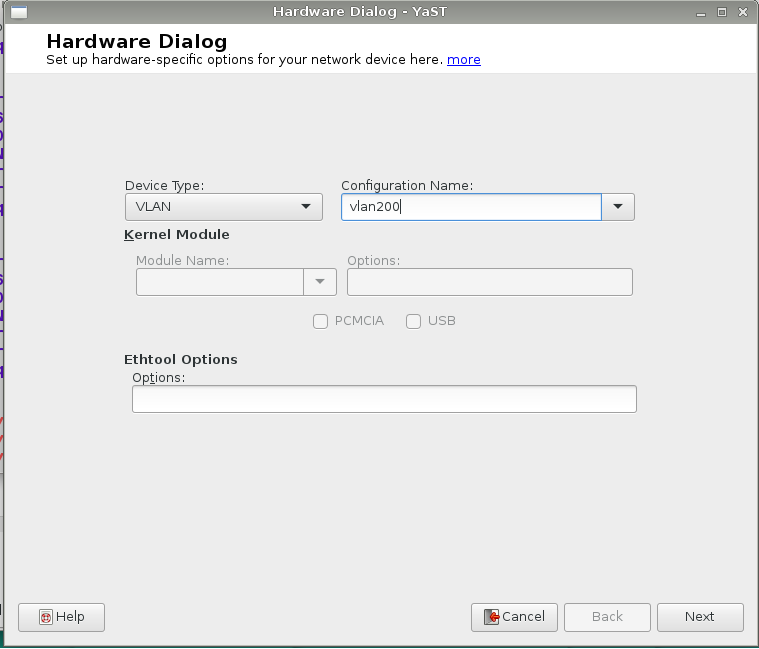 Hardware Dialog - YaST
Hardware Dialog
Set up hardware-specific options for your network device here. more
Device Type: Configuration Name:
VLAN vlan200
Kernel Module
Module Name: Options:
PCMCIA USB
Ethtool Options
Options:
Help Cancel Back Next